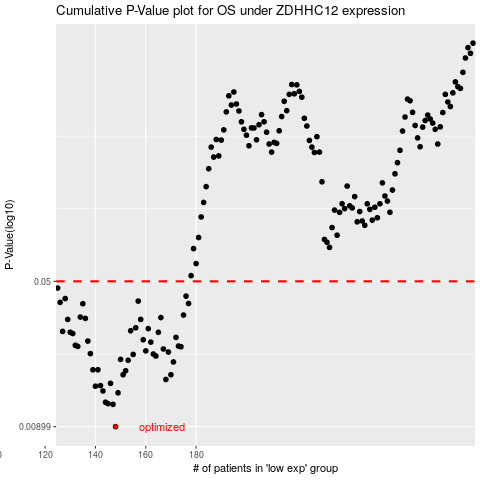 Cumulative P-Value plot for OS under ZDHHC12 expression
P-Value(log10)
0.05
0.00899
optimized
0 120 140 160 180
# of patients in 'low exp' group